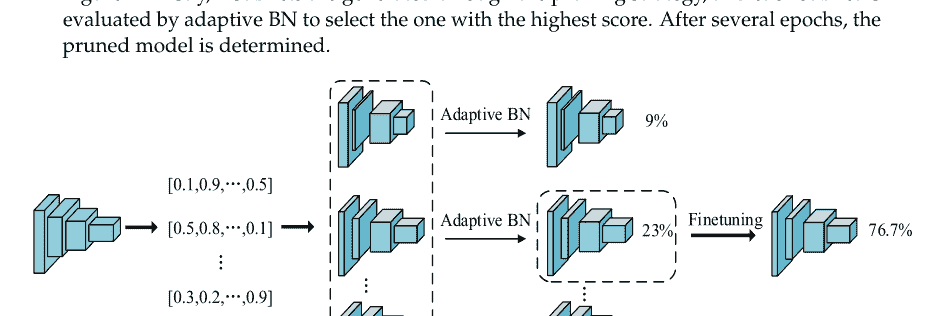 evaluated by adaptive BN to select the one with the highest score. After several epochs, the
pruned model is determined.
Adaptive BN
9%
[0.1,0.9,···,0.5]
[0.5,0.8,···,0.1]
Adaptive BN
23%
Finetuning
76.7%
[0.3,0.2,···,0.9]